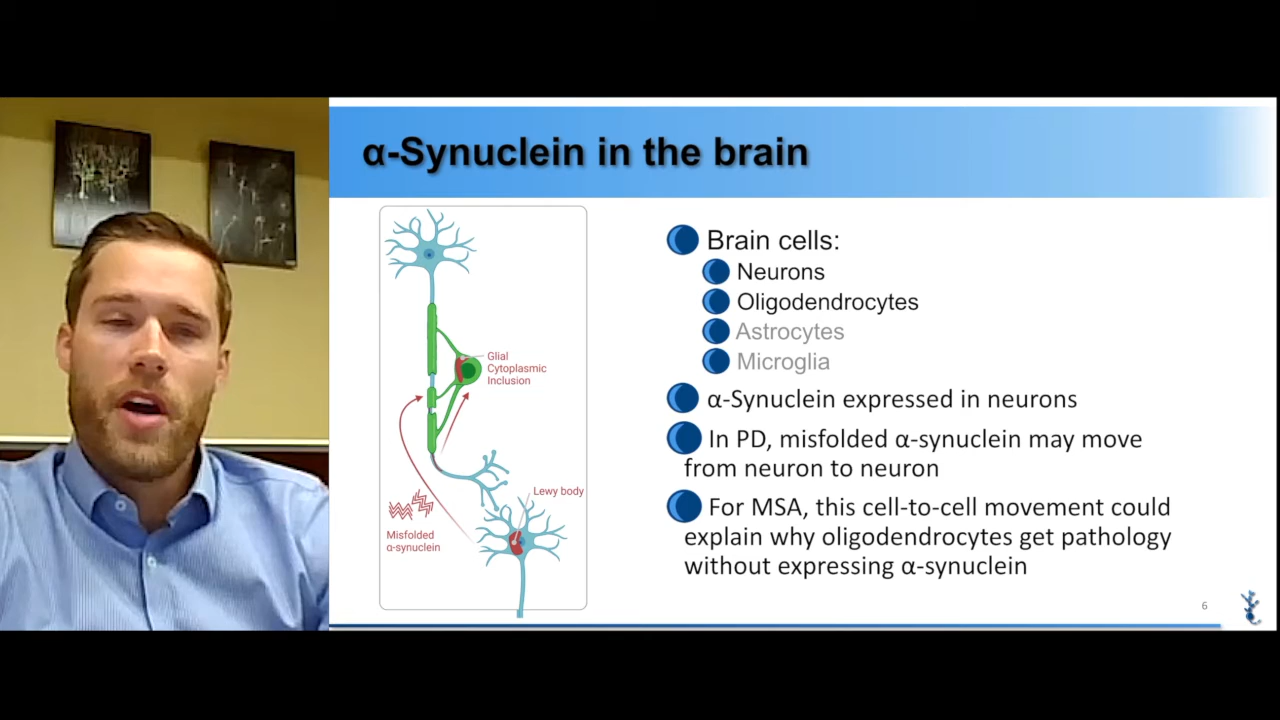 α-Synuclein in the brain
Glial
Cytoplasmic
Inclusion
Lewy body
Misfolded
α-synuclein
Brain cells:
Neurons
Oligodendrocytes
Astrocytes
Microglia
α-Synuclein expressed in neurons
In PD, misfolded α-synuclein may move
from neuron to neuron
For MSA, this cell-to-cell movement could
explain why oligodendrocytes get pathology
without expressing α-synuclein
6